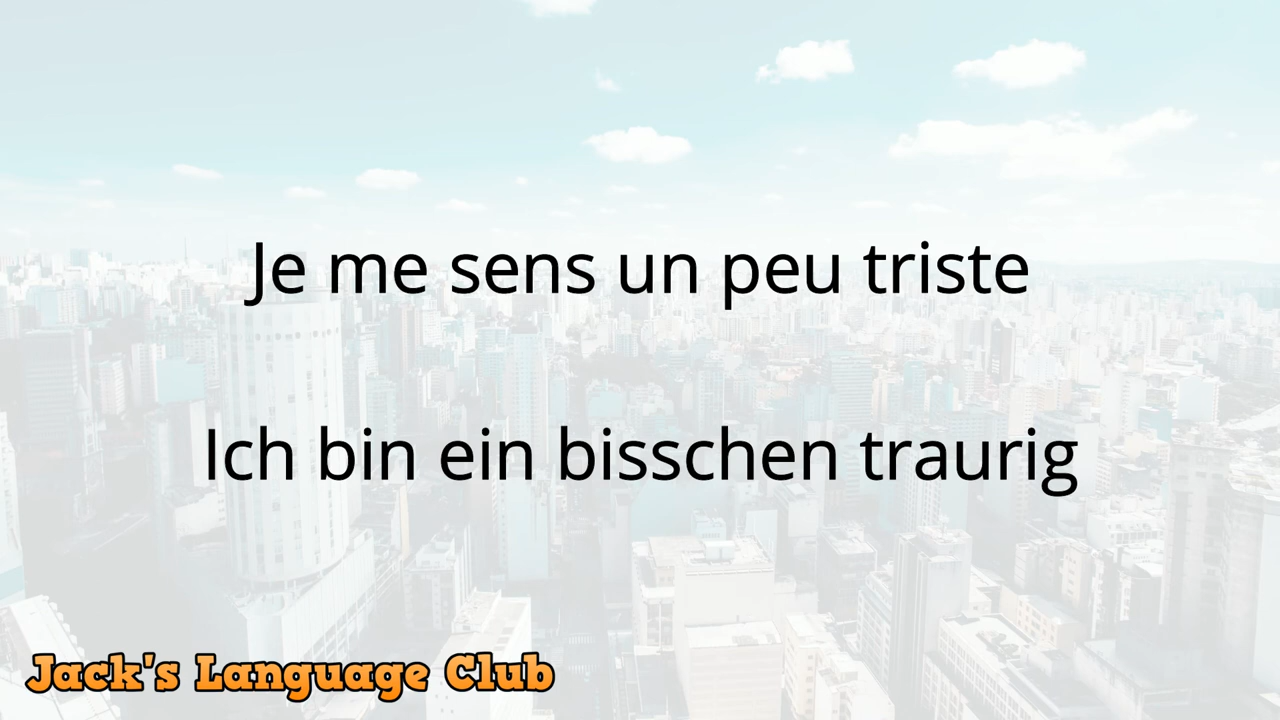 Je me sens un peu triste
Ich bin ein bisschen traurig
Jack's Language Club